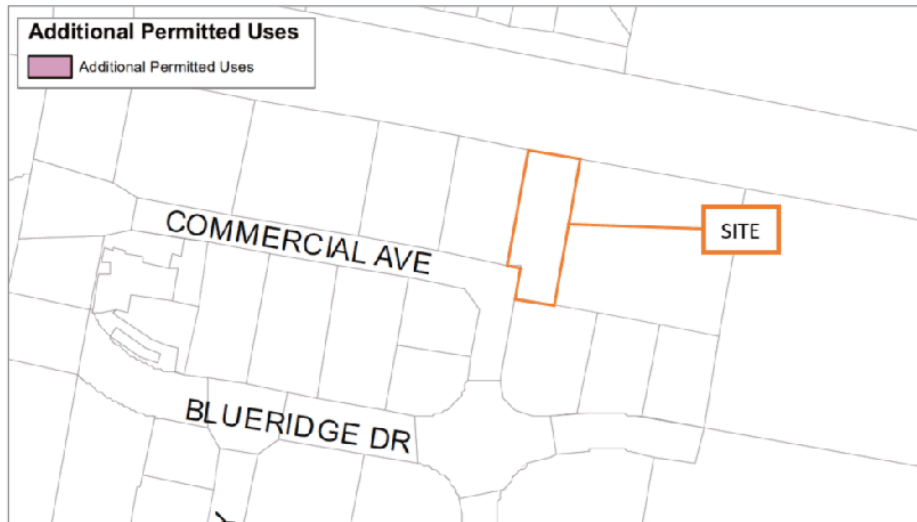 Additional Permitted Uses
Additional Permitted Uses
COMMERCIAL AVE
SITE
BLUERIDGE DR